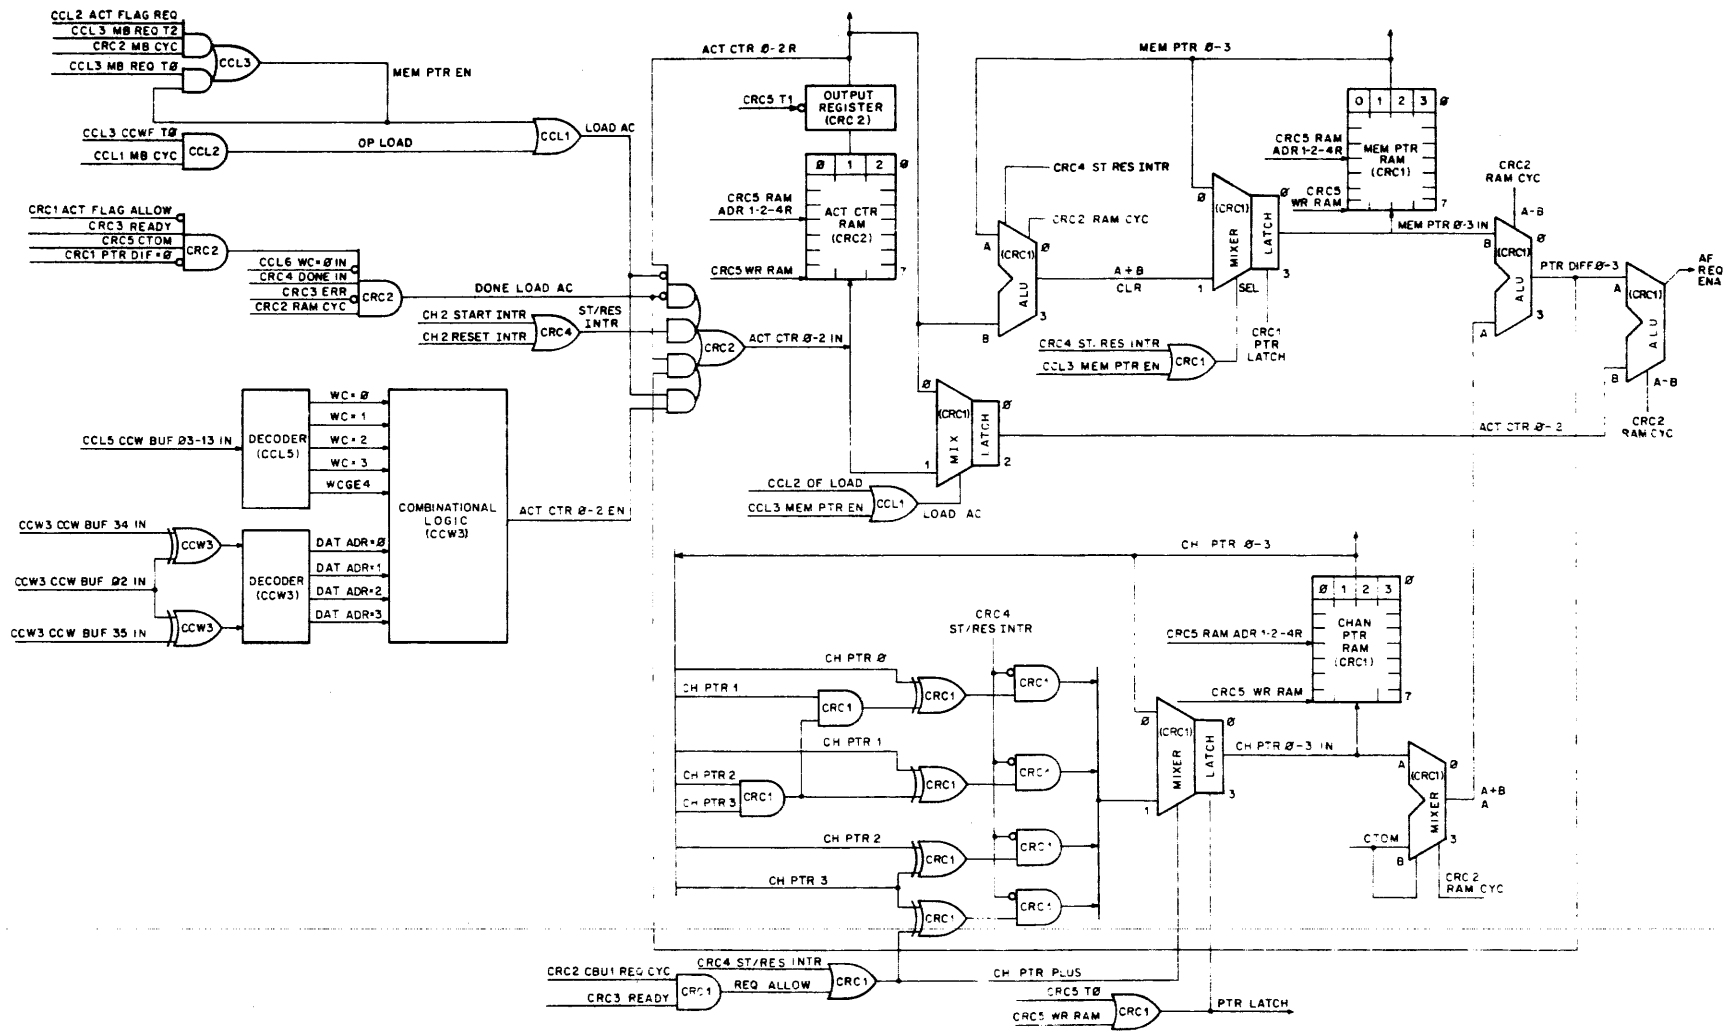 CCL2 ACT FLAG REQ
CCL3 MB REQ T2
CRC2 MB CYC
CCL3 MB REQ TØ
CCL3
MEM PTR EN
CCL3 CCWF TØ
CCL1 MB CYC
CCL2
OP LOAD
CCL1
LOAD AC
CRC1 ACT FLAG ALLOW
CRC3 READY
CRC5 CTOM
CRC1 PTR DIF=Ø
CRC2
CCL6 WC=Ø IN
CRC4 DONE IN
CRC3 ERR
CRC2 RAM CYC
CRC2
DONE LOAD AC
CH2 START INTR
CH2 RESET INTR
CRC4
ST/RES
INTR
CRC2
ACT CTR Ø-2 IN
CCL5 CCW BUF Ø3-13 IN
DECODER
(CCL5)
WC=Ø
WC=1
WC=2
WC=3
WCGE4
CCW3 CCW BUF 34 IN
CCW3
CCW3 CCW BUF Ø2 IN
CCW3
CCW3 CCW BUF 35 IN
DECODER
(CCW3)
DAT ADR=Ø
DAT ADR=1
DAT ADR=2
DAT ADR=3
COMBINATIONAL
LOGIC
(CCW3)
ACT CTR Ø-2 EN
ACT CTR Ø-2 R
CRC5 T1
OUTPUT
REGISTER
(CRC2)
Ø 1 2 Ø
CRC5 RAM
ADR 1-2-4R
ACT CTR
RAM
(CRC2)
CRC5 WR RAM
7
MEM PTR Ø-3
CRC4 ST RES INTR
CRC2 RAM CYC
A
(CRC1)
Ø
ALU
B
3
A+B
CLR
Ø
(CRC1)
MIXER
LATCH
Ø
1
SEL
3
CRC1
PTR
LATCH
CRC4 ST. RES INTR
CCL3 MEM PTR EN
CRC1
0 1 2 3 Ø
CRC5 RAM
ADR 1-2-4R
MEM PTR
RAM
(CRC1)
CRC5
WR RAM
7
MEM PTR Ø-3 IN
CRC2
RAM CYC
A-B
B
(CRC1)
Ø
ALU
A
3
PTR DIFF Ø-3
A
(CRC1)
ALU
B
A-B
AF
REQ
ENA
CRC2
RAM CYC
Ø
(CRC1)
MIX
LATCH
Ø
1
2
ACT CTR Ø-2
CCL2 OF LOAD
CCL3 MEM PTR EN
CCL1
LOAD AC
CH PTR Ø-3
Ø 1 2 3 Ø
CRC5 RAM ADR 1-2-4R
CHAN
PTR
RAM
(CRC1)
CRC5 WR RAM
7
CRC4
ST/RES INTR
CH PTR Ø
CH PTR 1
CRC1
CRC1
CRC1
CH PTR 1
CH PTR 2
CH PTR 3
CRC1
CRC1
CRC1
CH PTR 2
CRC1
CRC1
CH PTR 3
CRC1
CRC1
Ø
(CRC1)
MIXER
LATCH
Ø
1
3
CH PTR Ø-3 IN
A
(CRC1)
Ø
MIXER
B
3
A+B
A
CTOM
CRC2
RAM CYC
CRC2 CBU1 REQ CYC
CRC3 READY
CRC1
CRC4 ST/RES INTR
REQ ALLOW
CRC1
CH PTR PLUS
CRC5 TØ
CRC5 WR RAM
CRC1
PTR LATCH